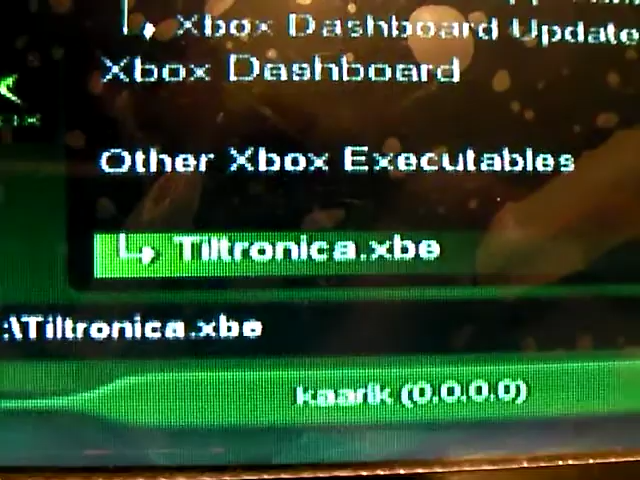 Xbox Dashboard Update
Xbox Dashboard
Other Xbox Executables
Tiltronica.xbe
:\Tiltronica.xbe
kaarik (0.0.0.0)